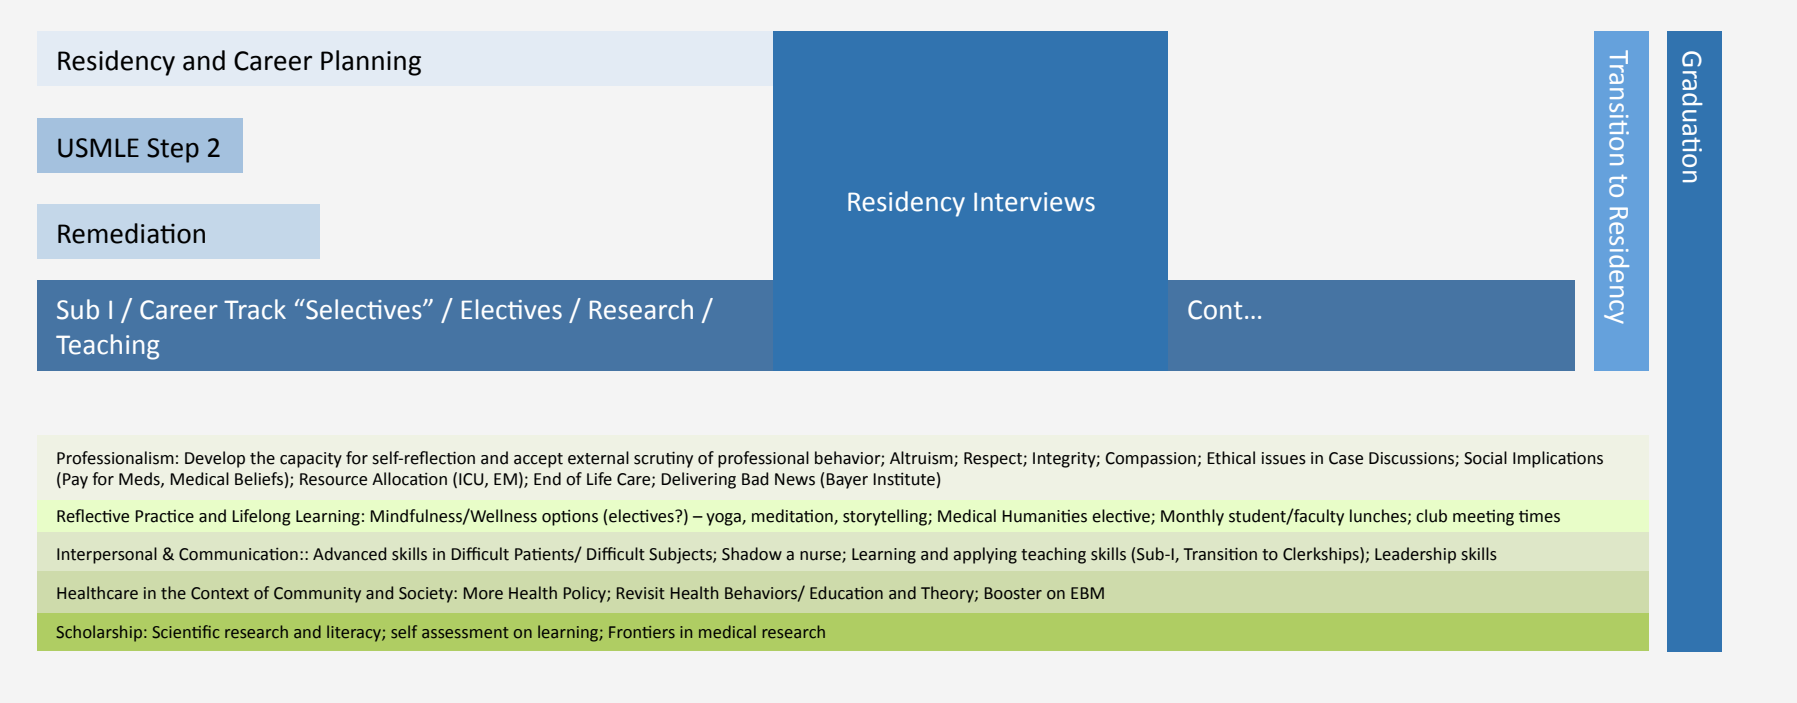 Residency and Career Planning
USMLE Step 2
Remediation
Sub I / Career Track “Selectives” / Electives / Research /
Teaching
Residency Interviews
Cont...
Transition to Residency
Graduation
Professionalism: Develop the capacity for self-reflection and accept external scrutiny of professional behavior; Altruism; Respect; Integrity; Compassion; Ethical issues in Case Discussions; Social Implications
(Pay for Meds, Medical Beliefs); Resource Allocation (ICU, EM); End of Life Care; Delivering Bad News (Bayer Institute)
Reflective Practice and Lifelong Learning: Mindfulness/Wellness options (electives?) – yoga, meditation, storytelling; Medical Humanities elective; Monthly student/faculty lunches; club meeting times
Interpersonal & Communication:: Advanced skills in Difficult Patients/ Difficult Subjects; Shadow a nurse; Learning and applying teaching skills (Sub-I, Transition to Clerkships); Leadership skills
Healthcare in the Context of Community and Society: More Health Policy; Revisit Health Behaviors/ Education and Theory; Booster on EBM
Scholarship: Scientific research and literacy; self assessment on learning; Frontiers in medical research